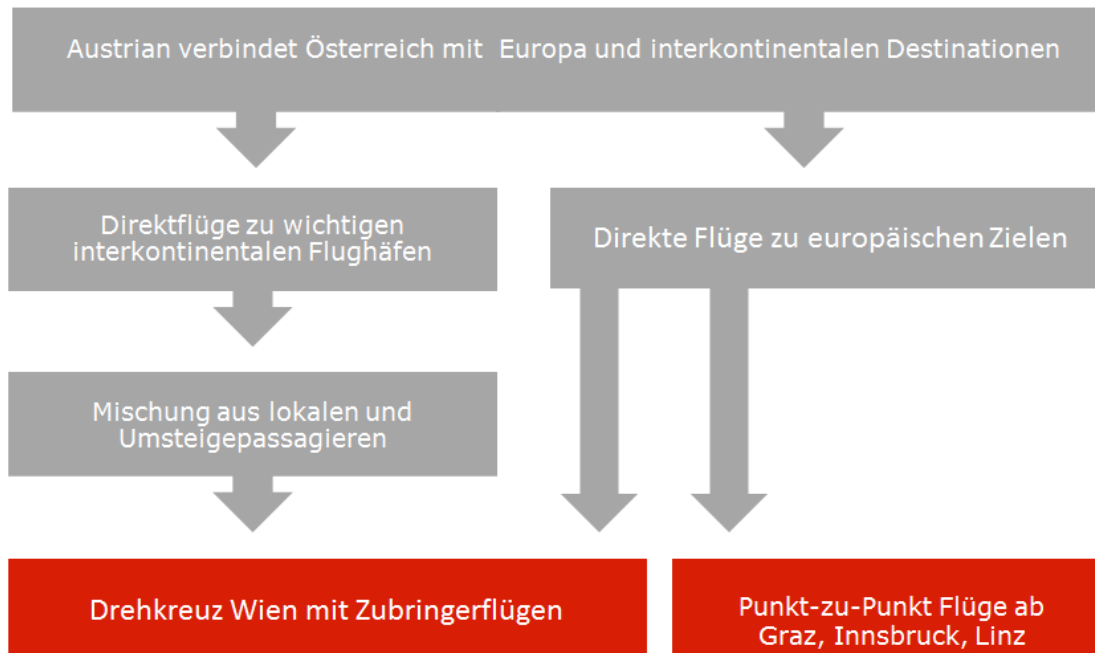 Austrian verbindet Österreich mit Europa und interkontinentalen Destinationen
Direktflüge zu wichtigen
interkontinentalen Flughäfen
Direkte Flüge zu europäischen Zielen
Mischung aus lokalen und
Umsteigepassagieren
Drehkreuz Wien mit Zubringerflügen
Punkt-zu-Punkt Flüge ab
Graz, Innsbruck, Linz